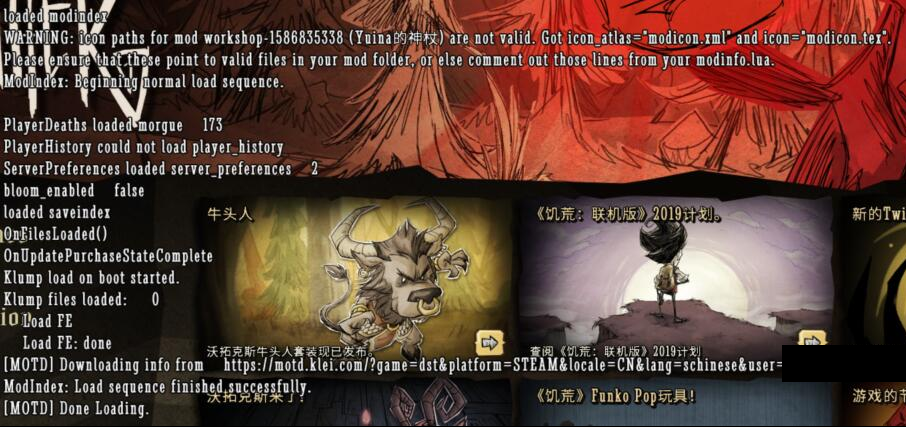 loaded modindex
WARNING: icon paths for mod workshop-1586835338 (Yuina的神杖) are not valid. Got icon_atlas="modicon.xml" and icon="modicon.tex".
Please ensure that these point to valid files in your mod folder, or else comment out those lines from your modinfo.lua.
ModIndex: Beginning normal load sequence.
PlayerDeaths loaded morgue 173
PlayerHistory could not load player_history
ServerPreferences loaded server_preferences 2
bloom_enabled false
loaded saveindex
OnFilesLoaded()
OnUpdatePurchaseStateComplete
Klump load on boot started.
Klump files loaded: 0
Load FE
Load FE: done
[MOTD] Downloading info from https://motd.klei.com/?game=dst&platform=STEAM&locale=CN&lang=schinese&user=
ModIndex: Load sequence finished successfully.
[MOTD] Done Loading.
牛头人
沃拓克斯牛头人套装现已发布。
《饥荒：联机版》2019计划。
查阅《饥荒：联机版》2019计划
新的Twi
沃拓克斯来了!
《饥荒》Funko Pop玩具!
游戏的节